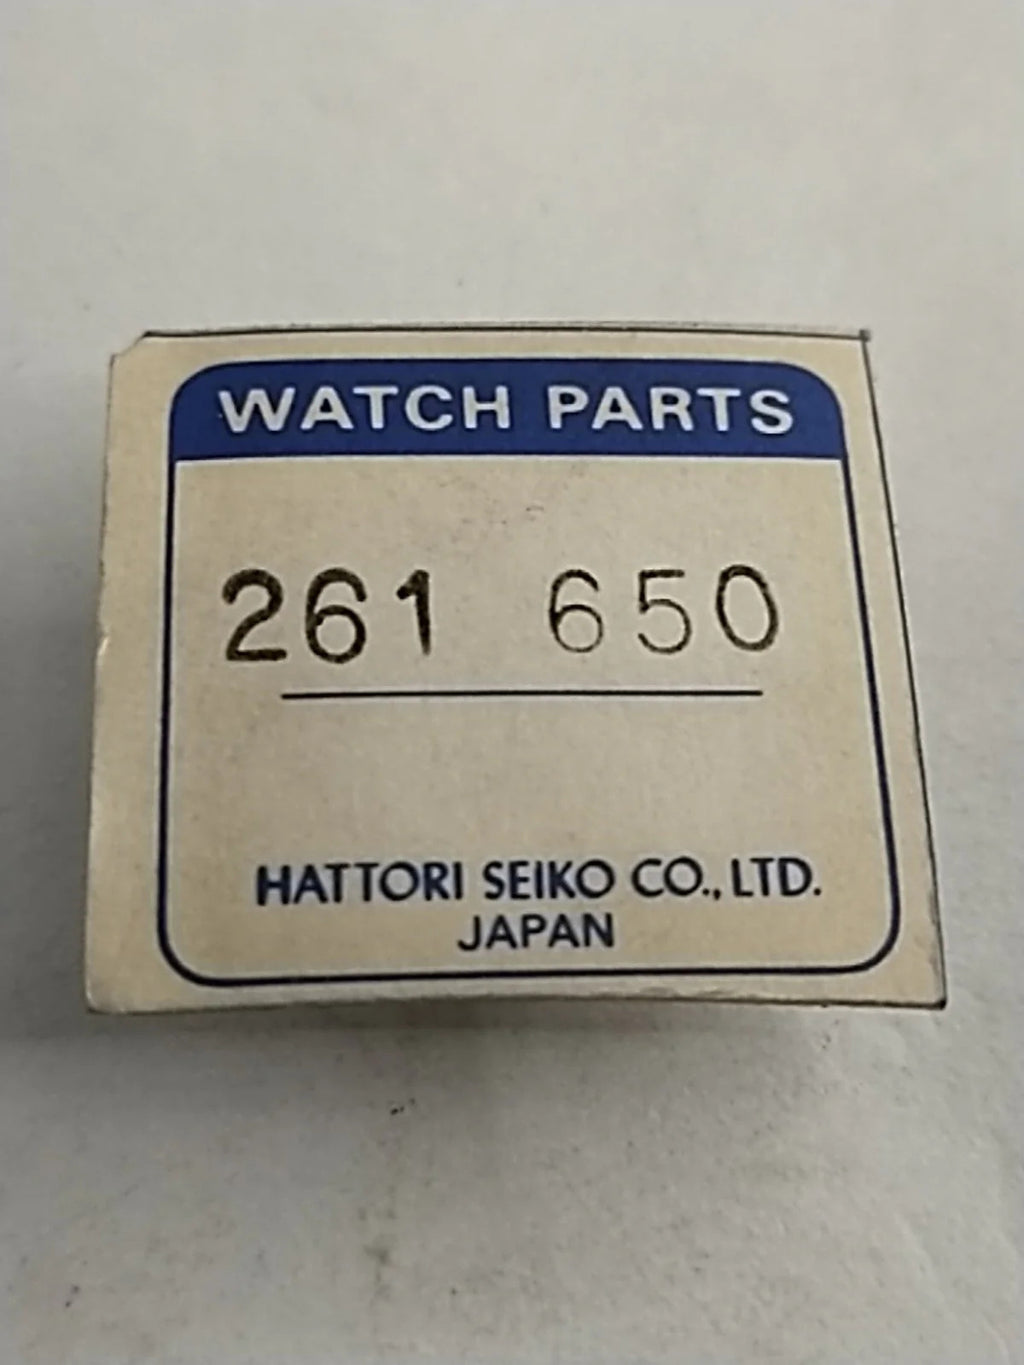 WATCH PARTS
261 650
HATTORI SEIKO CO., LTD.
JAPAN